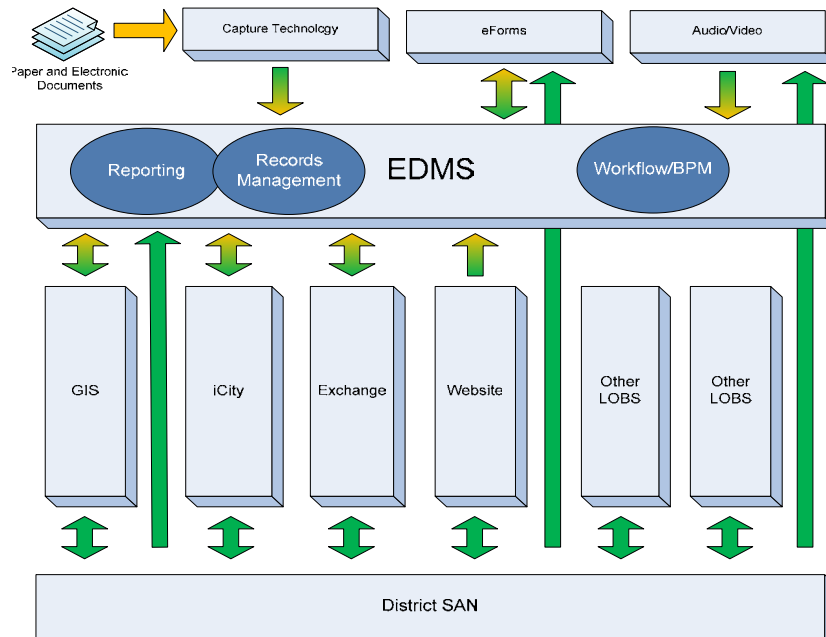 Capture Technology
eForms
Audio/Video
Paper and Electronic
Documents
Reporting
Records
Management
EDMS
Workflow/BPM
GIS
iCity
Exchange
Website
Other
LOBS
Other
LOBS
District SAN